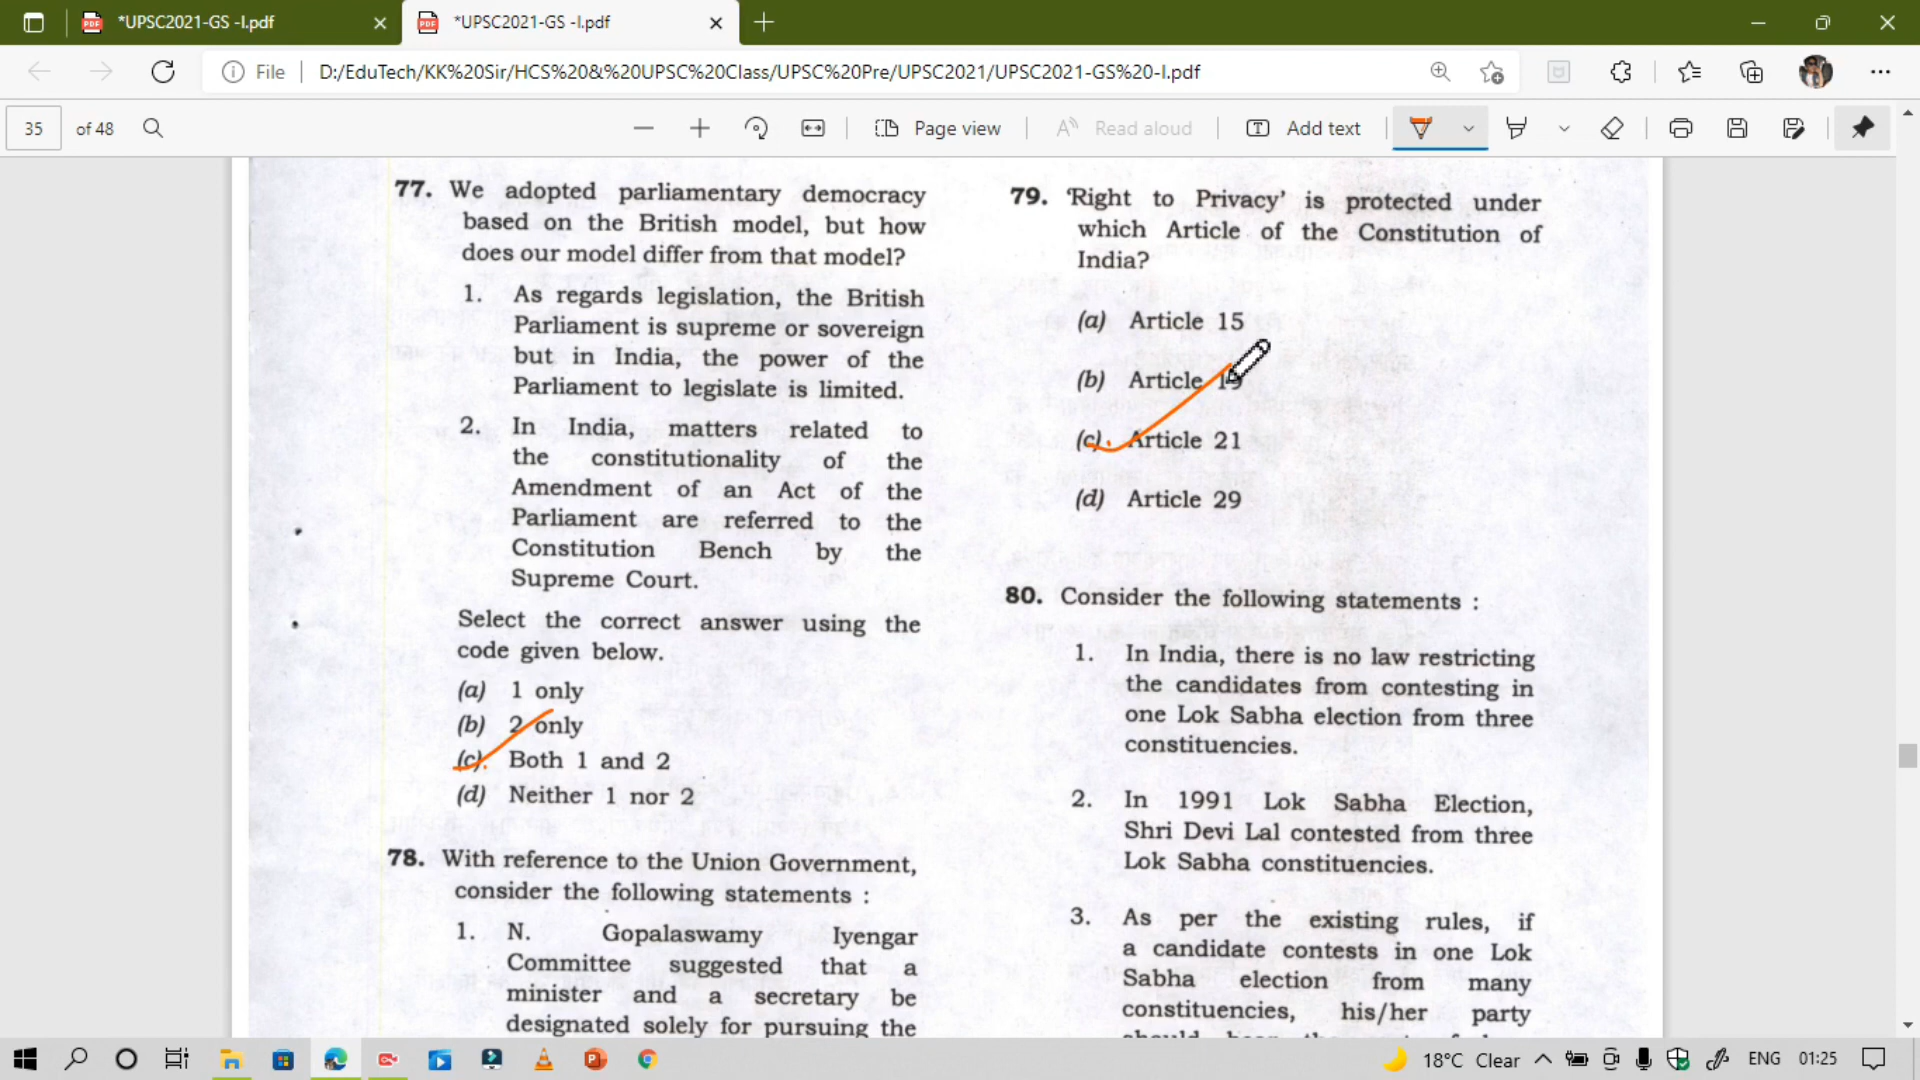 *UPSC2021-GS -I.pdf
*UPSC2021-GS -I.pdf
File
D:/EduTech/KK%20Sir/HCS%20&%20UPSC%20Class/UPSC%20Pre/UPSC2021/UPSC2021-GS%20-I.pdf
35 of 48
Page view
Read aloud
Add text
77. We adopted parliamentary democracy
based on the British model, but how
does our model differ from that model?
1. As regards legislation, the British
Parliament is supreme or sovereign
but in India, the power of the
Parliament to legislate is limited.
2. In India, matters related to
the constitutionality of the
Amendment of an Act of the
Parliament are referred to the
Constitution Bench by the
Supreme Court.
Select the correct answer using the
code given below.
(a) 1 only
(b) 2 only
(c) Both 1 and 2
(d) Neither 1 nor 2
78. With reference to the Union Government,
consider the following statements :
1. N. Gopalaswamy Iyengar
Committee suggested that a
minister and a secretary be
designated solely for pursuing the
79. 'Right to Privacy' is protected under
which Article of the Constitution of
India?
(a) Article 15
(b) Article 19
(c) Article 21
(d) Article 29
80. Consider the following statements :
1. In India, there is no law restricting
the candidates from contesting in
one Lok Sabha election from three
constituencies.
2. In 1991 Lok Sabha Election,
Shri Devi Lal contested from three
Lok Sabha constituencies.
3. As per the existing rules, if
a candidate contests in one Lok
Sabha election from many
constituencies, his/her party
18°C Clear
ENG
01:25